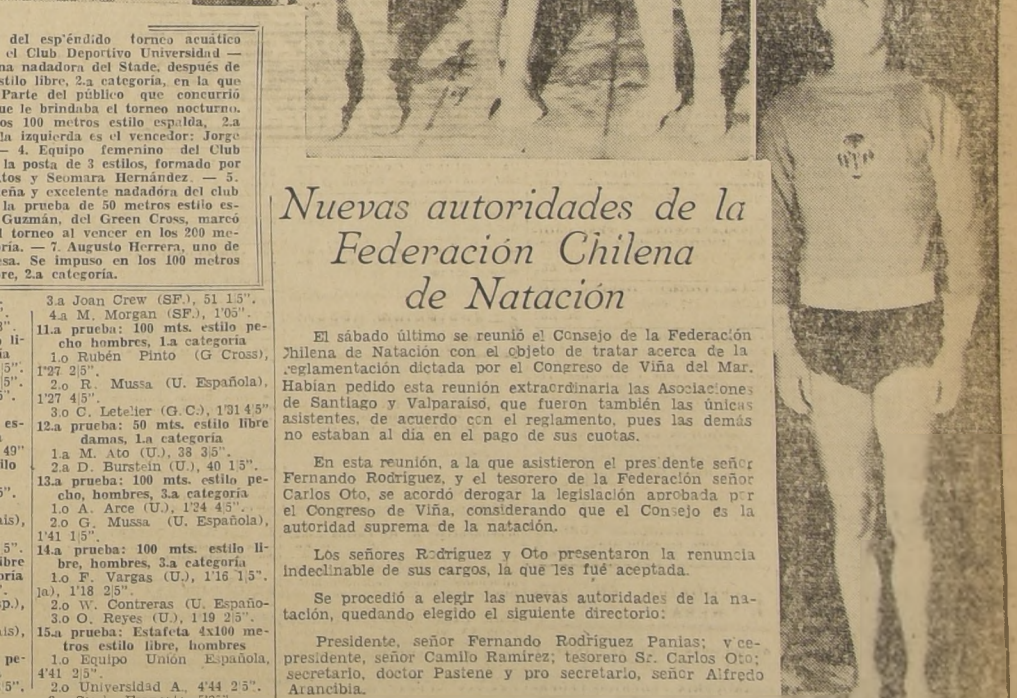 del esp'éndido torneo acuático
el Club Deportivo Universidad —
na nadadora del Stade, después de
stilo libre, 2.a categoría, en la que
Parte del público que concurrió
ue le brindaba el torneo nocturno.
os 100 metros estilo espalda, 2.a
la izquierda es el vencedor: Jorge
— 4. Equipo femenino del Club
la posta de 3 estilos, formado por
tos y Seomara Hernández. — 5.
eña y excelente nadadora del club
la prueba de 50 metros estilo es-
Guzmán, del Green Cross, marcó
l torneo al vencer en los 200 me-
ría. — 7. Augusto Herrera, uno de
esa. Se impuso en los 100 metros
re, 2.a categoría.
3.a Joan Crew (SF.), 51 1|5".
4.a M. Morgan (SF.), 1'05".
11.a prueba: 100 mts. estilo pe-
cho hombres, 1.a categoría
1.o Rubén Pinto (G Cross),
1'27 2|5".
2.o R. Mussa (U. Española),
1'27 4|5".
3.o C. Letelier (G.C.), 1'31 4|5"
12.a prueba: 50 mts. estilo libre
damas, 1.a categoría
1.a M. Ato (U.), 38 3|5".
2.a D. Burstein (U.), 40 1|5".
13.a prueba: 100 mts. estilo pe-
cho, hombres, 3.a categoría
1.o A. Arce (U.), 1'24 4|5".
2.o G. Mussa (U. Española),
1'41 1|5".
14.a prueba: 100 mts. estilo li-
bre, hombres, 3.a categoría
1.o F. Vargas (U.), 1'16 1|5".
la), 1'18 2|5".
2.o W. Contreras (U. Españo-
3.o O. Reyes (U.), 1'19 2|5".
15.a prueba: Estafeta 4x100 me-
tros estilo libre, hombres
1.o Equipo Unión Española,
4'41 2|5".
2.o Universidad A., 4'44 2|5".
Nuevas autoridades de la
Federación Chilena
de Natación
El sábado último se reunió el Consejo de la Federación
Chilena de Natación con el objeto de tratar acerca de la
reglamentación dictada por el Congreso de Viña del Mar.
Habian pedido esta reunión extraordinaria las Asociaciones
de Santiago y Valparaíso, que fueron también las únicas
asistentes, de acuerdo con el reglamento, pues las demás
no estaban al día en el pago de sus cuotas.
En esta reunión, a la que asistieron el pres'dente señor
Fernando Rodríguez, y el tesorero de la Federación señor
Carlos Oto, se acordó derogar la legislación aprobada por
el Congreso de Viña, considerando que el Consejo es la
autoridad suprema de la natación.
Los señores Rodríguez y Oto presentaron la renuncia
indeclinable de sus cargos, la que les fué aceptada.
Se procedió a elegir las nuevas autoridades de la na-
tación, quedando elegido el siguiente directorio:
Presidente, señor Fernando Rodríguez Panias; vice-
presidente, señor Camilo Ramírez; tesorero Sr. Carlos Oto;
secretario, doctor Pastene y pro secretario, señor Alfredo
Arancibia.